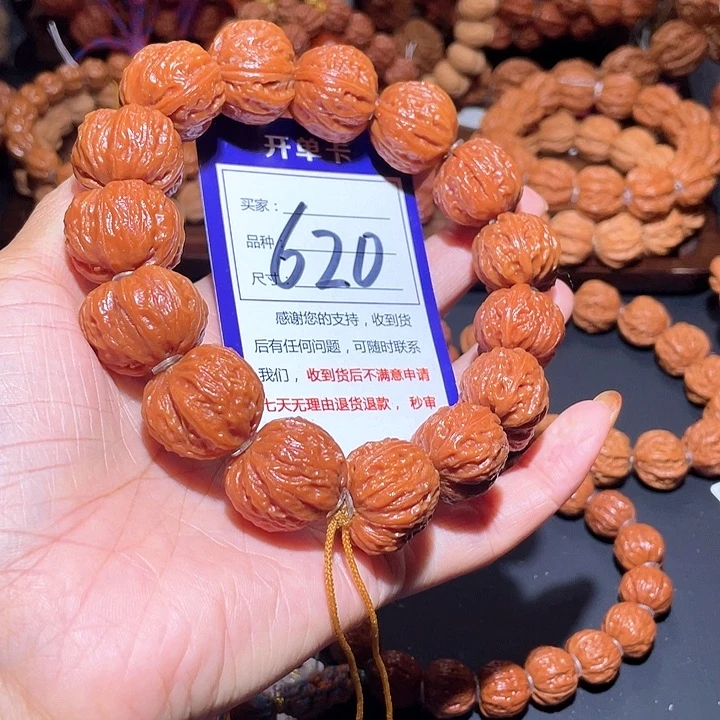 开单卡
买家：
品种
620
尺寸
感谢您的支持，收到货
后有任何问题，可随时联系
我们，收到货后不满意申请
七天无理由退货退款，秒审